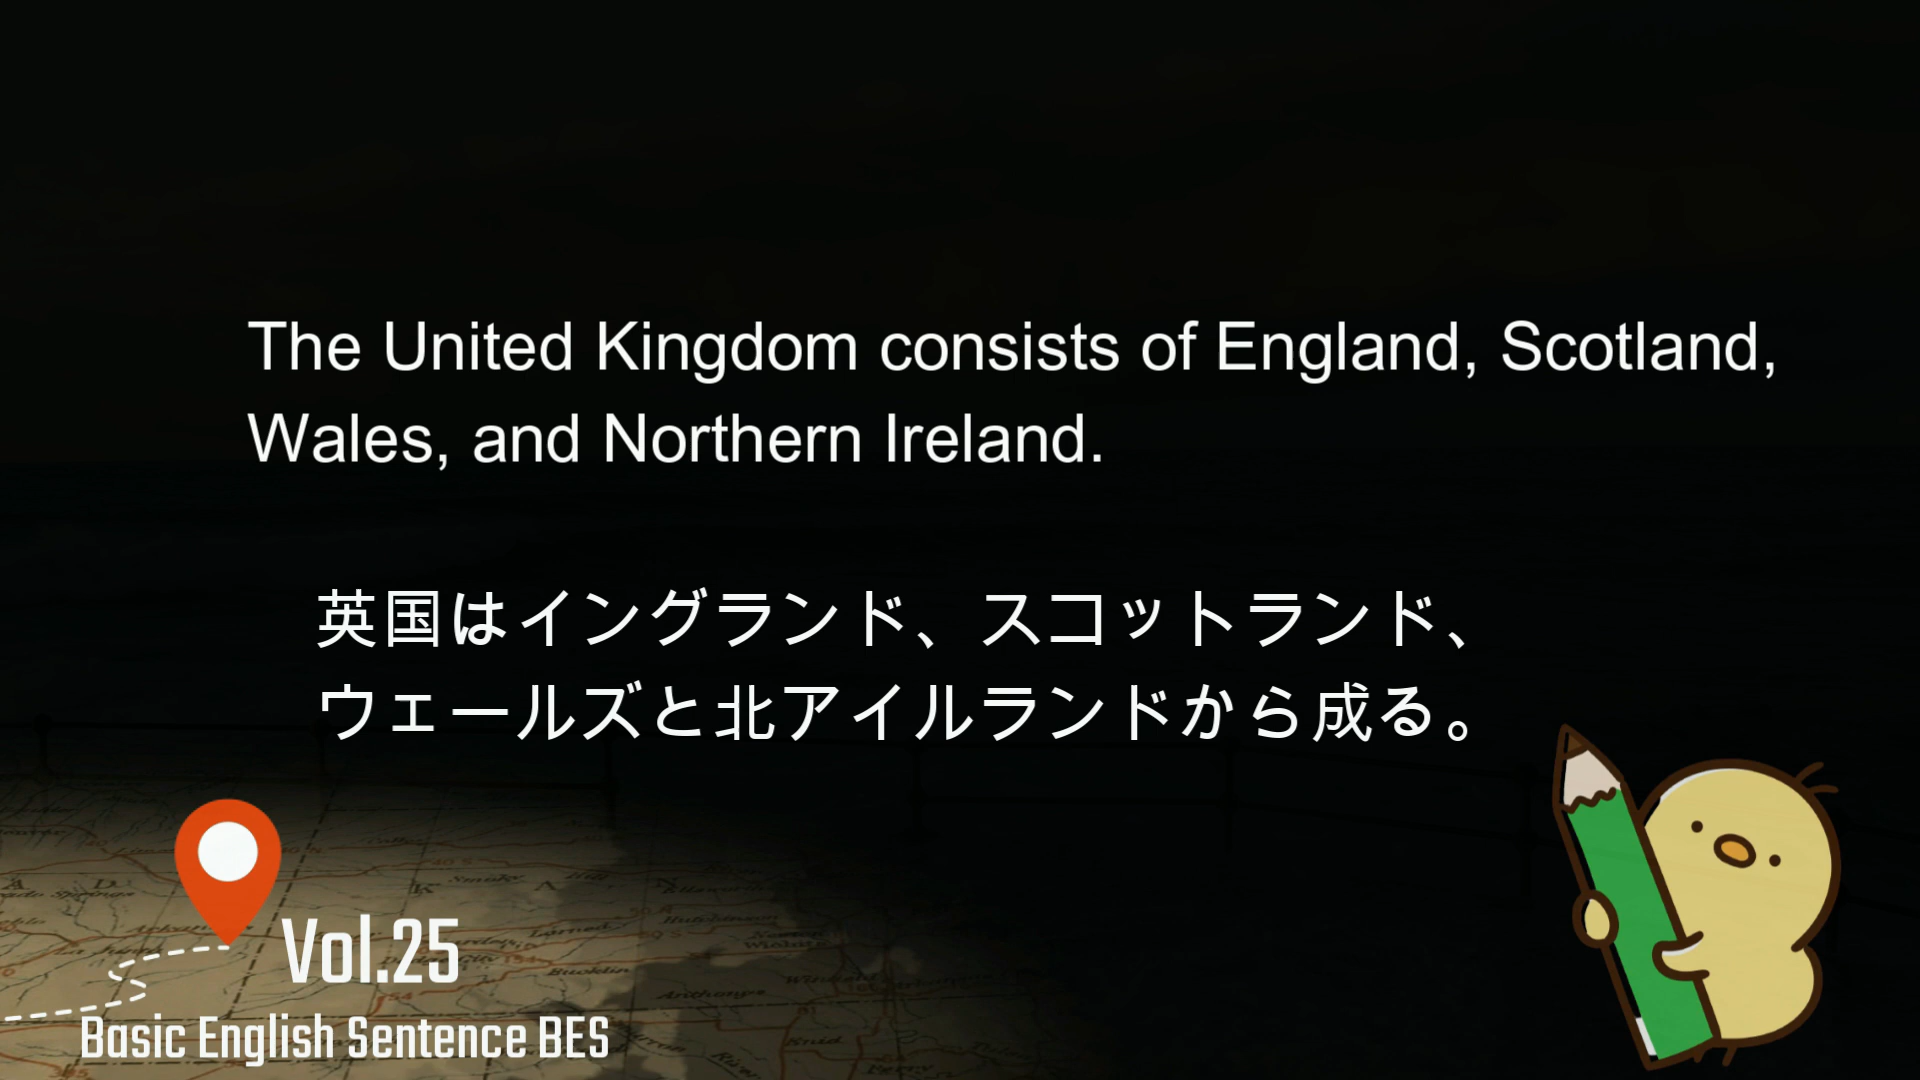 The United Kingdom consists of England, Scotland,
Wales, and Northern Ireland.
英国はイングランド、スコットランド、
ウェールズと北アイルランドから成る。
Vol.25
Basic English Sentence BES